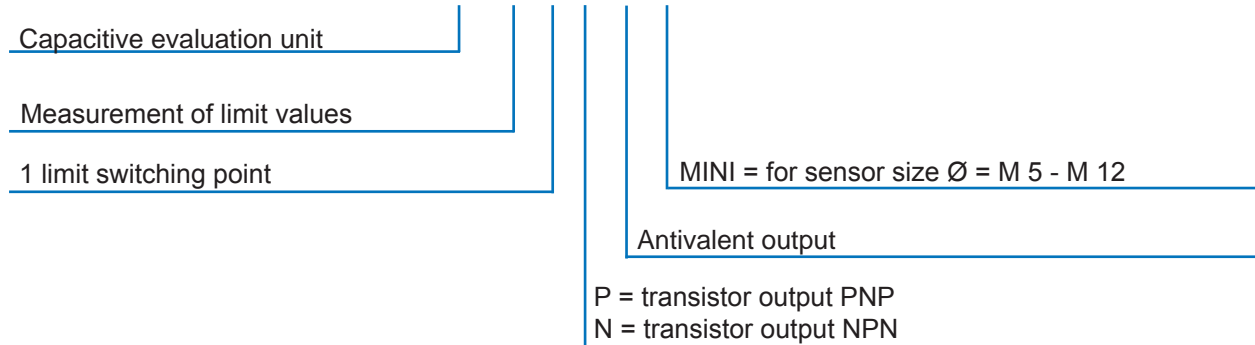 Capacitive evaluation unit
Measurement of limit values
1 limit switching point
MINI = for sensor size Ø = M 5 - M 12
Antivalent output
P = transistor output PNP
N = transistor output NPN